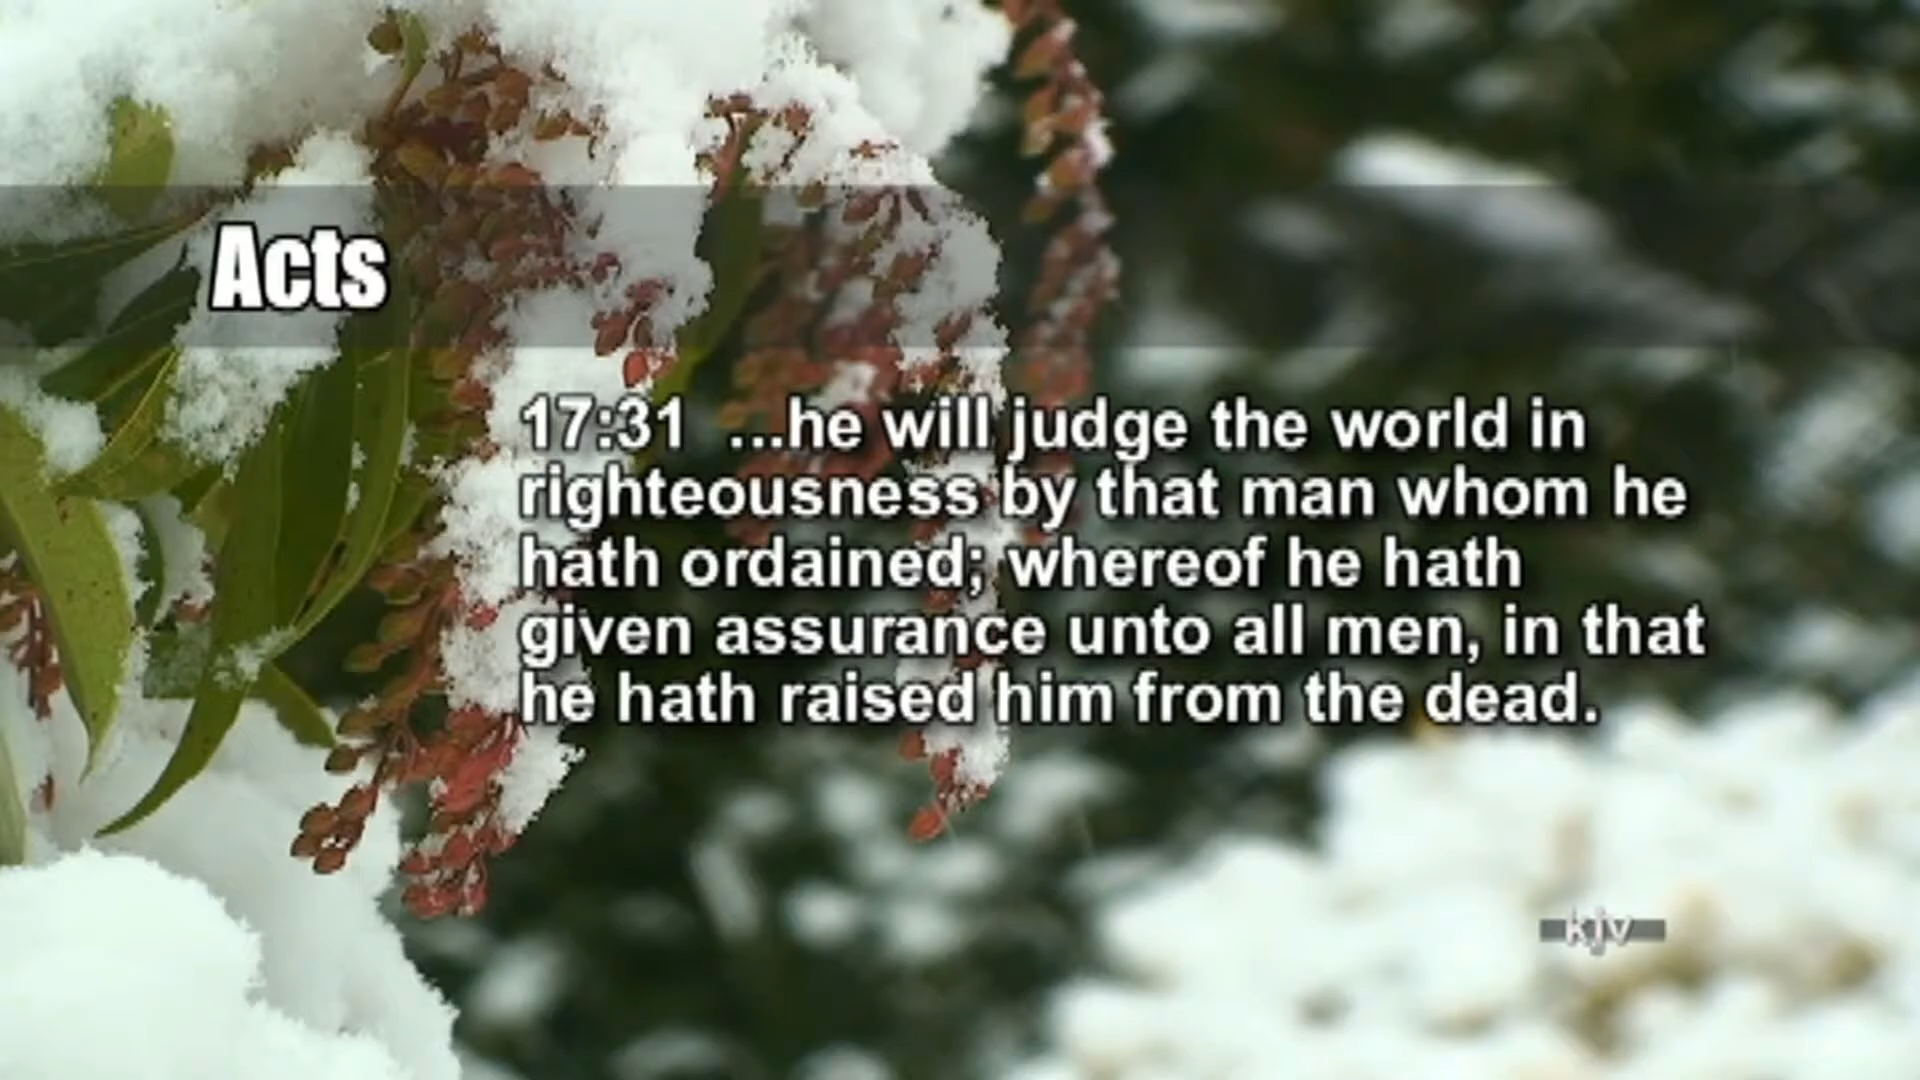 Acts
17:31 ...he will judge the world in
righteousness by that man whom he
hath ordained; whereof he hath
given assurance unto all men, in that
he hath raised him from the dead.
kjv